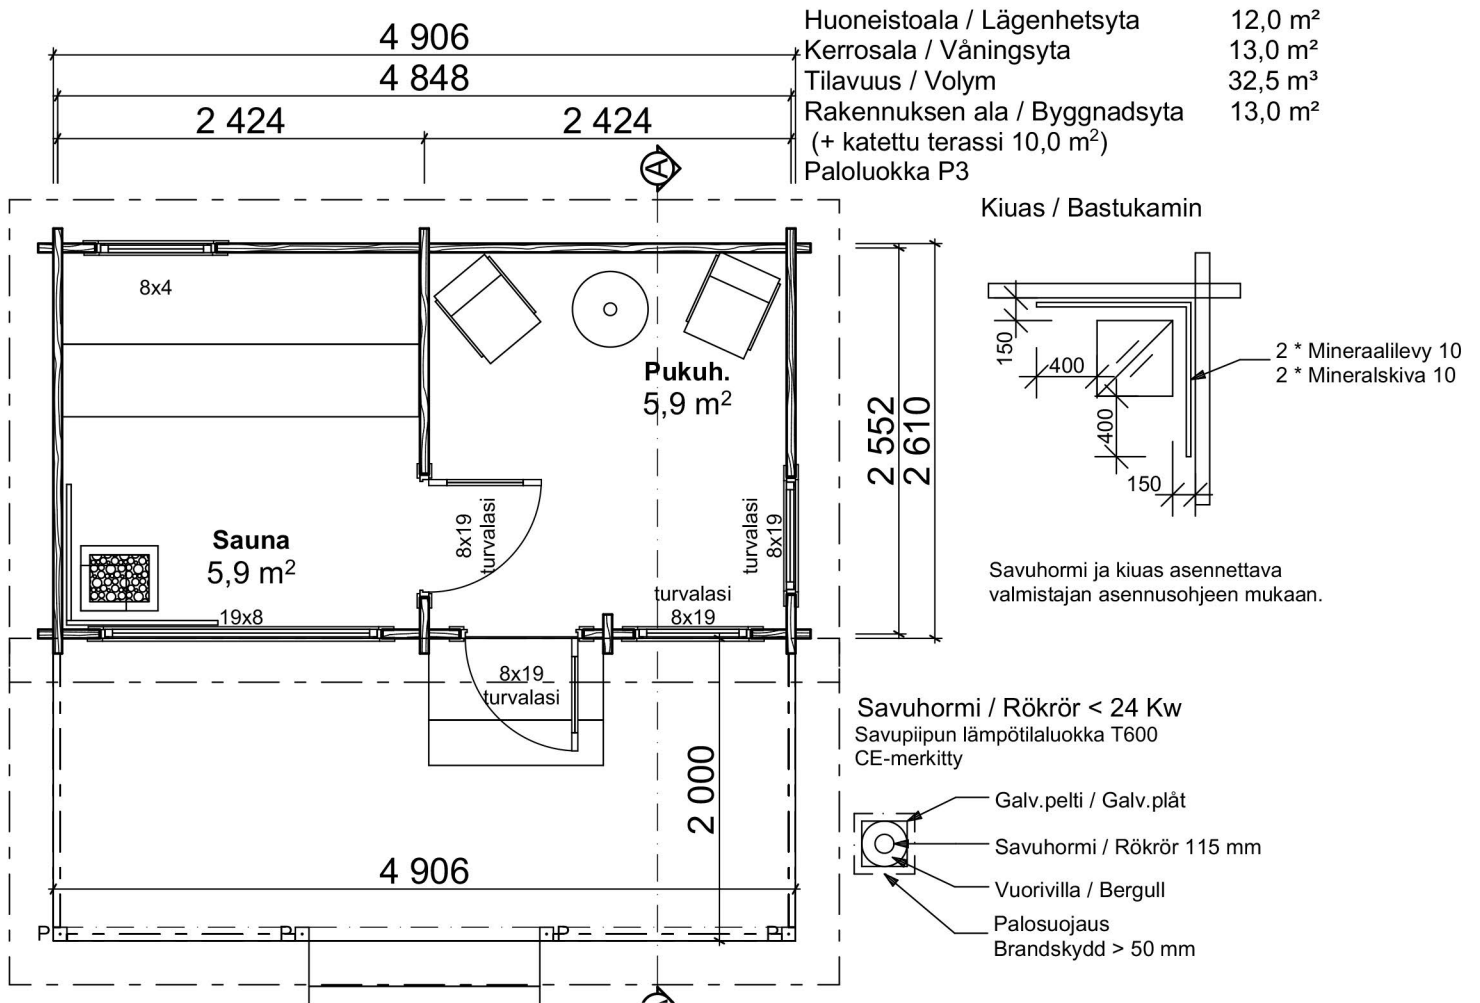 4 906
4 848
2 424
2 424
A
Huoneistoala / Lägenhetsyta 12,0 m²
Kerrosala / Våningsyta 13,0 m²
Tilavuus / Volym 32,5 m³
Rakennuksen ala / Byggnadsyta 13,0 m²
(+ katettu terassi 10,0 m²)
Paloluokka P3
Kiuas / Bastukamin
150
400
400
150
2 * Mineraalilevy 10
2 * Mineralskiva 10
Savuhormi ja kiuas asennettava
valmistajan asennusohjeen mukaan.
8x4
Pukuh.
5,9 m²
2 552
2 610
Sauna
5,9 m²
8x19
turvalasi
turvalasi
8x19
turvalasi
8x19
19x8
8x19
turvalasi
2 000
4 906
P
P
P
P
A
Savuhormi / Rökrör < 24 Kw
Savupiipun lämpötilaluokka T600
CE-merkitty
Galv.pelti / Galv.plåt
Savuhormi / Rökrör 115 mm
Vuorivilla / Bergull
Palosuojaus
Brandskydd > 50 mm